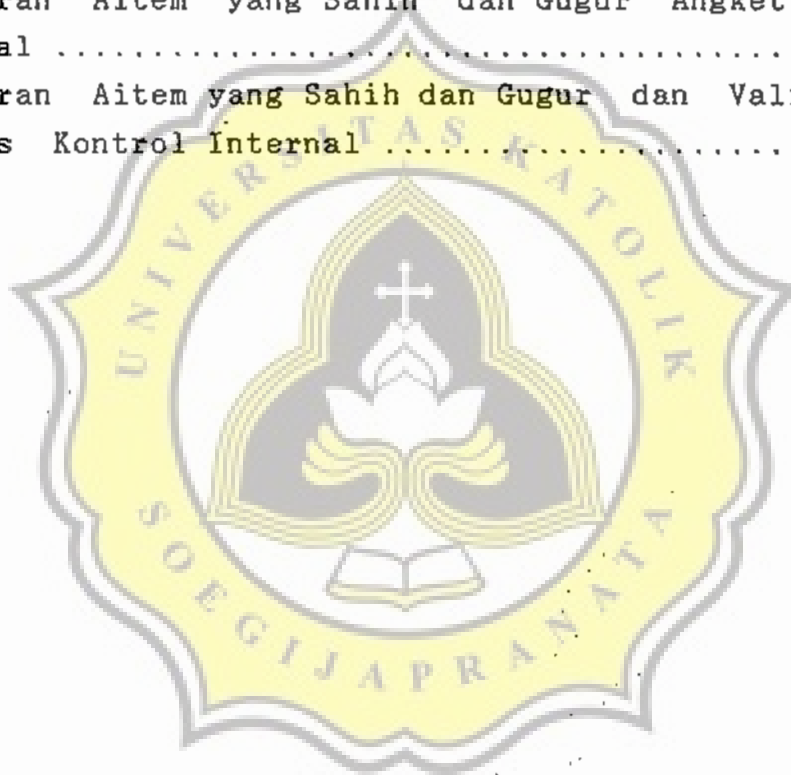 ran Aitem yang Sahih dan Gugur Angket
al ....................................
ran Aitem yang Sahih dan Gugur dan Val
s Kontrol Internal ....................
UNIVERSITAS KATOLIK
SOEGIJAPRANATA